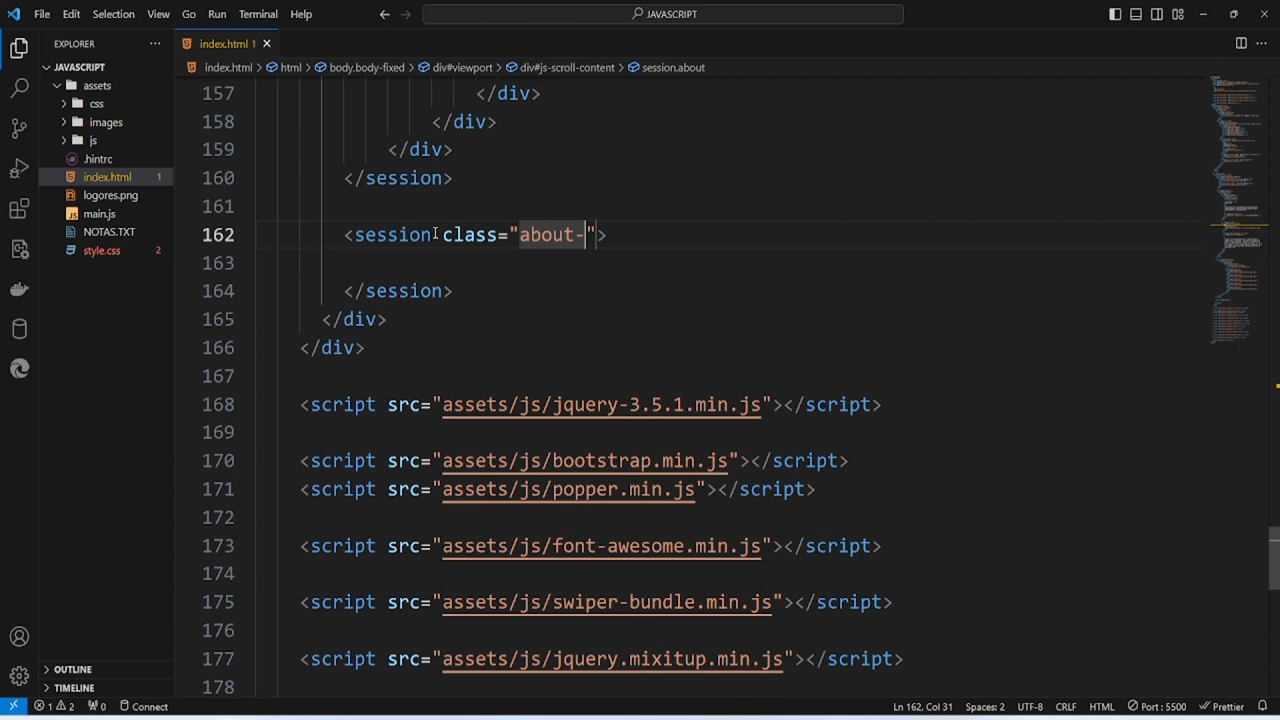 File Edit Selection View Go Run Terminal Help
JAVASCRIPT
EXPLORER
index.html 1
JAVASCRIPT
assets
css
images
js
.hintrc
index.html 1
logores.png
main.js
NOTAS.TXT
style.css 2
OUTLINE
TIMELINE
index.html > html > body.body-fixed > div#viewport > div#js-scroll-content > session.about
157 </div>
158 </div>
159 </div>
160 </session>
161
162 <session class="about-">
163
164 </session>
165 </div>
166 </div>
167
168 <script src="assets/js/jquery-3.5.1.min.js"></script>
169
170 <script src="assets/js/bootstrap.min.js"></script>
171 <script src="assets/js/popper.min.js"></script>
172
173 <script src="assets/js/font-awesome.min.js"></script>
174
175 <script src="assets/js/swiper-bundle.min.js"></script>
176
177 <script src="assets/js/jquery.mixitup.min.js"></script>
178
1 2 0 Connect Ln 162, Col 31 Spaces: 2 UTF-8 CRLF HTML Port : 5500 Prettier